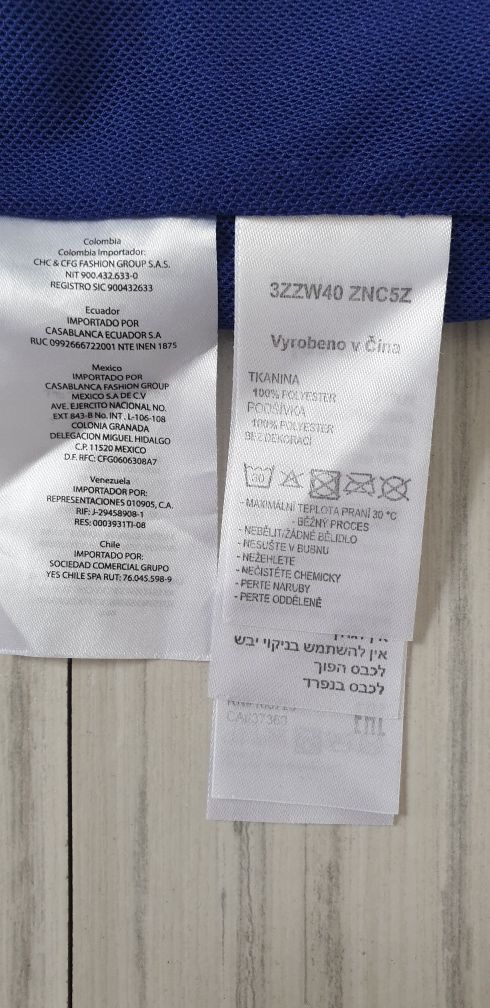 Colombia
Colombia Importador:
CHC & CFG FASHION GROUP S.A.S.
NIT 900.432.633-0
REGISTRO SIC 900432633
Ecuador
IMPORTADO POR
CASABLANCA ECUADOR S.A
RUC 0992666722001 NTE INEN 1875
Mexico
IMPORTADO POR
CASABLANCA FASHION GROUP
MEXICO S.A DE C.V
AVE. EJERCITO NACIONAL NO.
EXT 843-B No. INT . L-106-108
COLONIA GRANADA
DELEGACION MIGUEL HIDALGO
C.P. 11520 MEXICO
D.F. RFC: CFG0606308A7
Venezuela
IMPORTADO POR:
REPRESENTACIONES 010905, C.A.
RIF: J-29458908-1
RES: 0003931TI-08
Chile
IMPORTADO POR:
SOCIEDAD COMERCIAL GRUPO
YES CHILE SPA RUT: 76.045.598-9
3ZZW40 ZNC5Z
Vyrobeno v Čína
TKANINA
100% POLYESTER
PODŠÍVKA
100% POLYESTER
BEZ DEKORACÍ
30
- MAXIMÁLNÍ TEPLOTA PRANÍ 30 °C
- BĚŽNÝ PROCES
- NEBĚLIT/ŽÁDNÉ BĚLIDLO
- NESUŠTE V BUBNU
- NEŽEHLETE
- NEČISTĚTE CHEMICKY
- PERTE NARUBY
- PERTE ODDĚLENĚ
אין להשתמש בניקוי יבש
לכבס הפוך
לכבס בנפרד